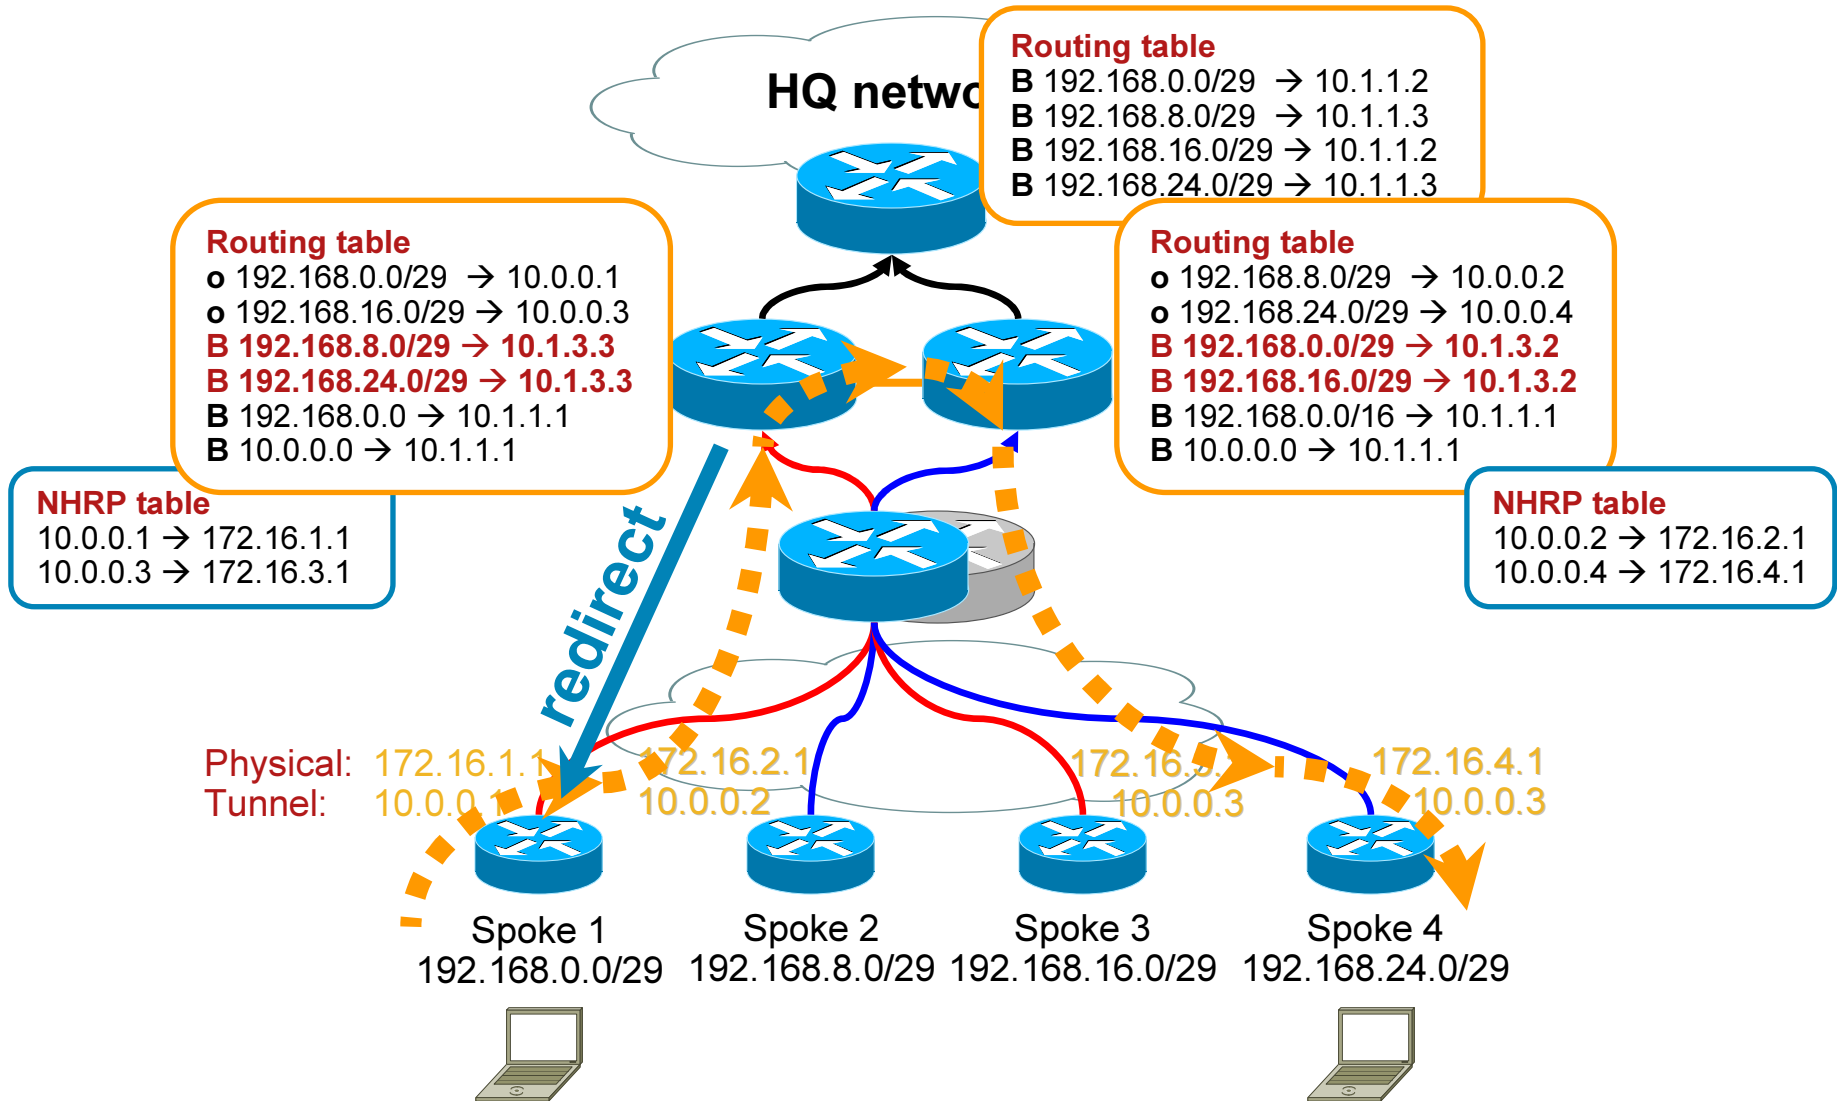 HQ netwo
Routing table
B 192.168.0.0/29 → 10.1.1.2
B 192.168.8.0/29 → 10.1.1.3
B 192.168.16.0/29 → 10.1.1.2
B 192.168.24.0/29 → 10.1.1.3
Routing table
o 192.168.0.0/29 → 10.0.0.1
o 192.168.16.0/29 → 10.0.0.3
B 192.168.8.0/29 → 10.1.3.3
B 192.168.24.0/29 → 10.1.3.3
B 192.168.0.0 → 10.1.1.1
B 10.0.0.0 → 10.1.1.1
Routing table
o 192.168.8.0/29 → 10.0.0.2
o 192.168.24.0/29 → 10.0.0.4
B 192.168.0.0/29 → 10.1.3.2
B 192.168.16.0/29 → 10.1.3.2
B 192.168.0.0/16 → 10.1.1.1
B 10.0.0.0 → 10.1.1.1
NHRP table
10.0.0.1 → 172.16.1.1
10.0.0.3 → 172.16.3.1
NHRP table
10.0.0.2 → 172.16.2.1
10.0.0.4 → 172.16.4.1
redirect
Physical: 172.16.1.1 172.16.2.1 172.16.3. 172.16.4.1
Tunnel: 10.0.0.1 10.0.0.2 10.0.0.3 10.0.0.3
Spoke 1 Spoke 2 Spoke 3 Spoke 4
192.168.0.0/29 192.168.8.0/29 192.168.16.0/29 192.168.24.0/29